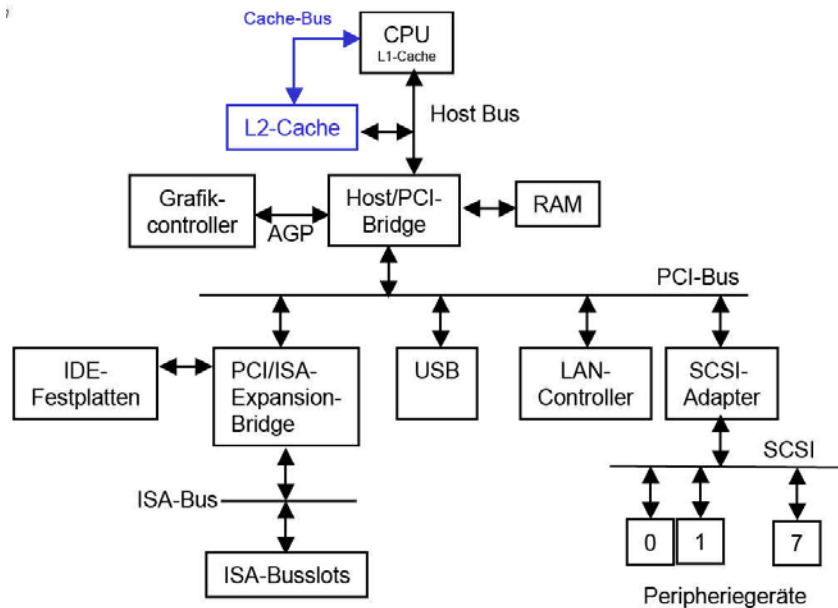 Cache-Bus
CPU
L1-Cache
L2-Cache
Host Bus
Grafik-
controller
AGP
Host/PCI-
Bridge
RAM
PCI-Bus
IDE-
Festplatten
PCI/ISA-
Expansion-
Bridge
USB
LAN-
Controller
SCSI-
Adapter
SCSI
ISA-Bus
0
1
7
ISA-Busslots
Peripheriegeräte